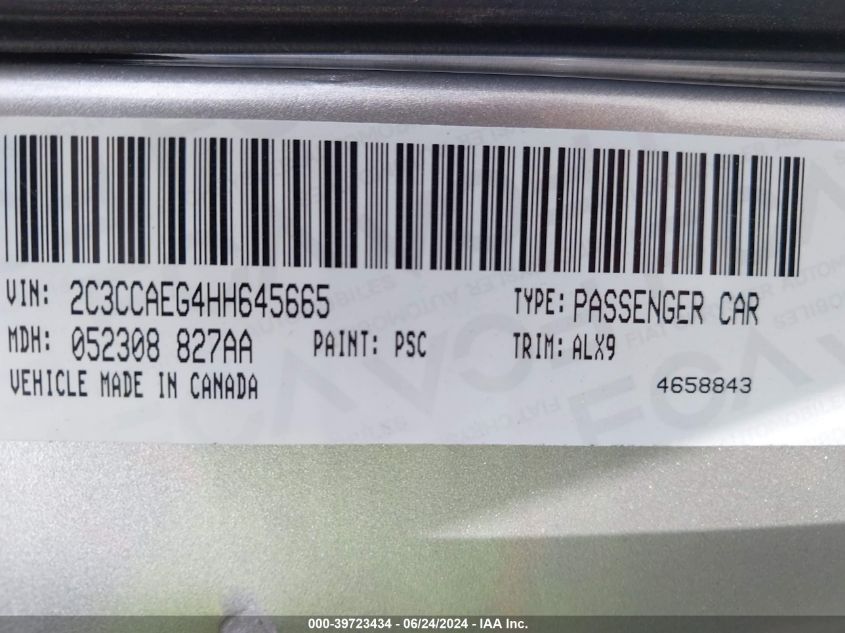 VIN: 2C3CCAEG4HH645665 TYPE: PASSENGER CAR
MDH: 052308 827AA PAINT: PSC TRIM: ALX9
VEHICLE MADE IN CANADA 4658843
000-39723434 - 06/24/2024 - IAA Inc.